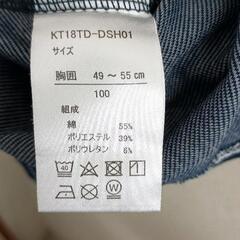 KT18TD-DSH01
サイズ
胸囲 49〜55cm
100
組成
綿 55%
ポリエステル 39%
ポリウレタン 6%
40
W